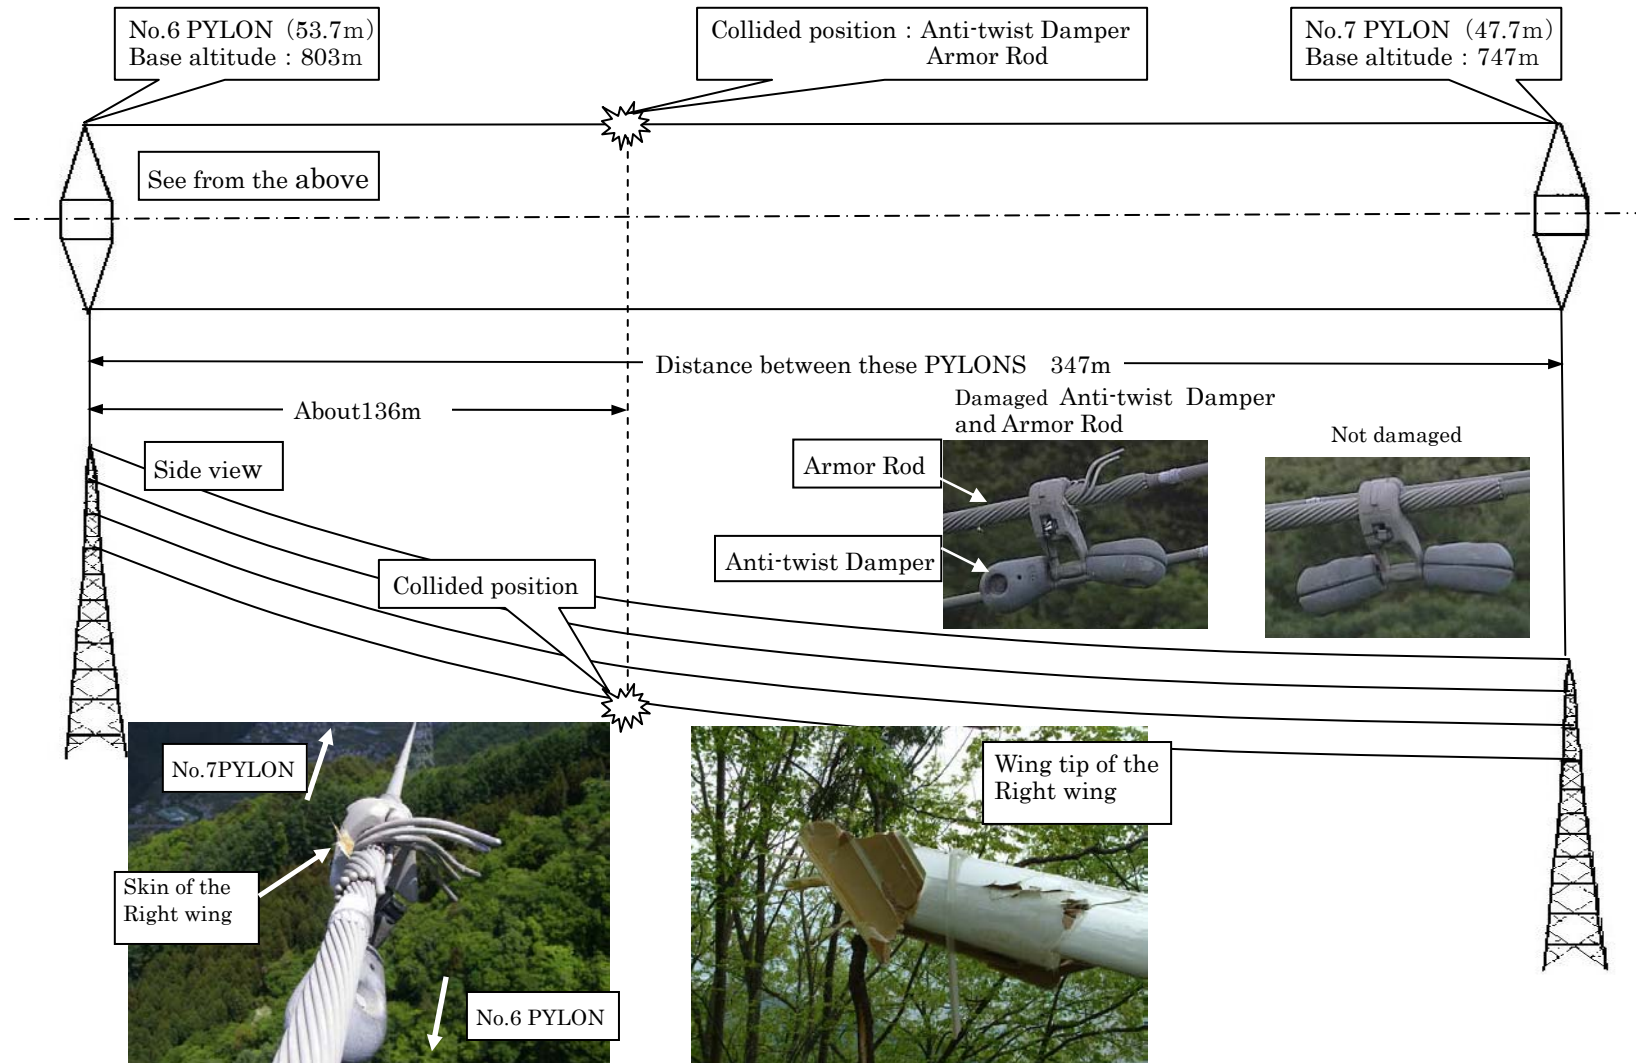 No.6 PYLON（53.7m）
Base altitude：803m
Collided position：Anti-twist Damper
Armor Rod
No.7 PYLON（47.7m）
Base altitude：747m
See from the above
Distance between these PYLONS 347m
About136m
Damaged Anti-twist Damper
and Armor Rod
Not damaged
Side view
Armor Rod
Anti-twist Damper
Collided position
No.7PYLON
Wing tip of the
Right wing
Skin of the
Right wing
No.6 PYLON